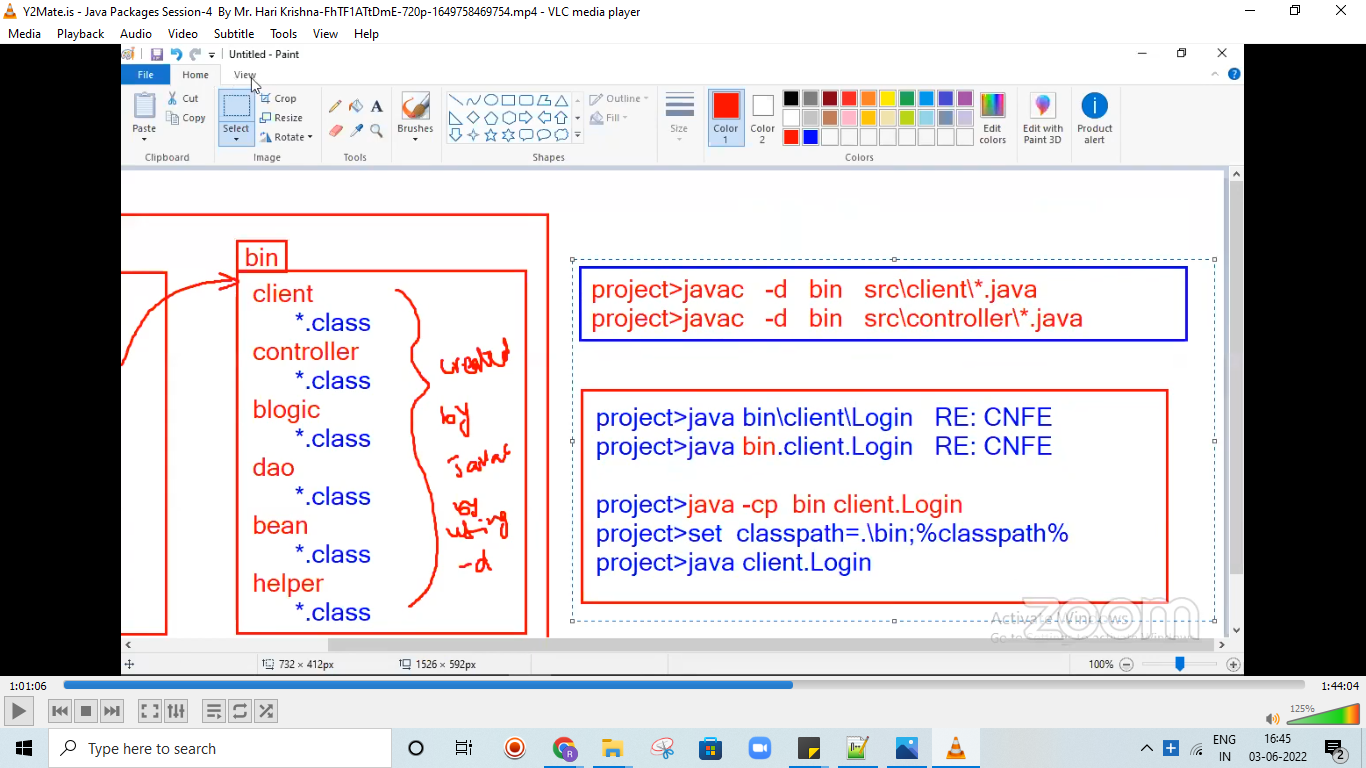 Y2Mate.is - Java Packages Session-4 By Mr. Hari Krishna-FhTF1ATtDmE-720p-1649758469754.mp4 - VLC media player
Media Playback Audio Video Subtitle Tools View Help
Untitled - Paint
File Home View
Paste
Cut
Copy
Clipboard
Select
Crop
Resize
Rotate
Image
Tools
Brushes
Shapes
Outline
Fill
Size
Color 1
Color 2
Edit colors
Colors
Edit with Paint 3D
Product alert
bin
client
*.class
controller
*.class
blogic
*.class
dao
*.class
bean
*.class
helper
*.class
created
by
javac
by
using
-d
project>javac -d bin src\client\*.java
project>javac -d bin src\controller\*.java
project>java bin\client\Login RE: CNFE
project>java bin.client.Login RE: CNFE
project>java -cp bin client.Login
project>set classpath=.\bin;%classpath%
project>java client.Login
zoom
Activate Windows
Go to Settings to activate Windows.
732 × 412px
1526 × 592px
100%
1:01:06
1:44:04
125%
Type here to search
ENG
IN
16:45
03-06-2022
2